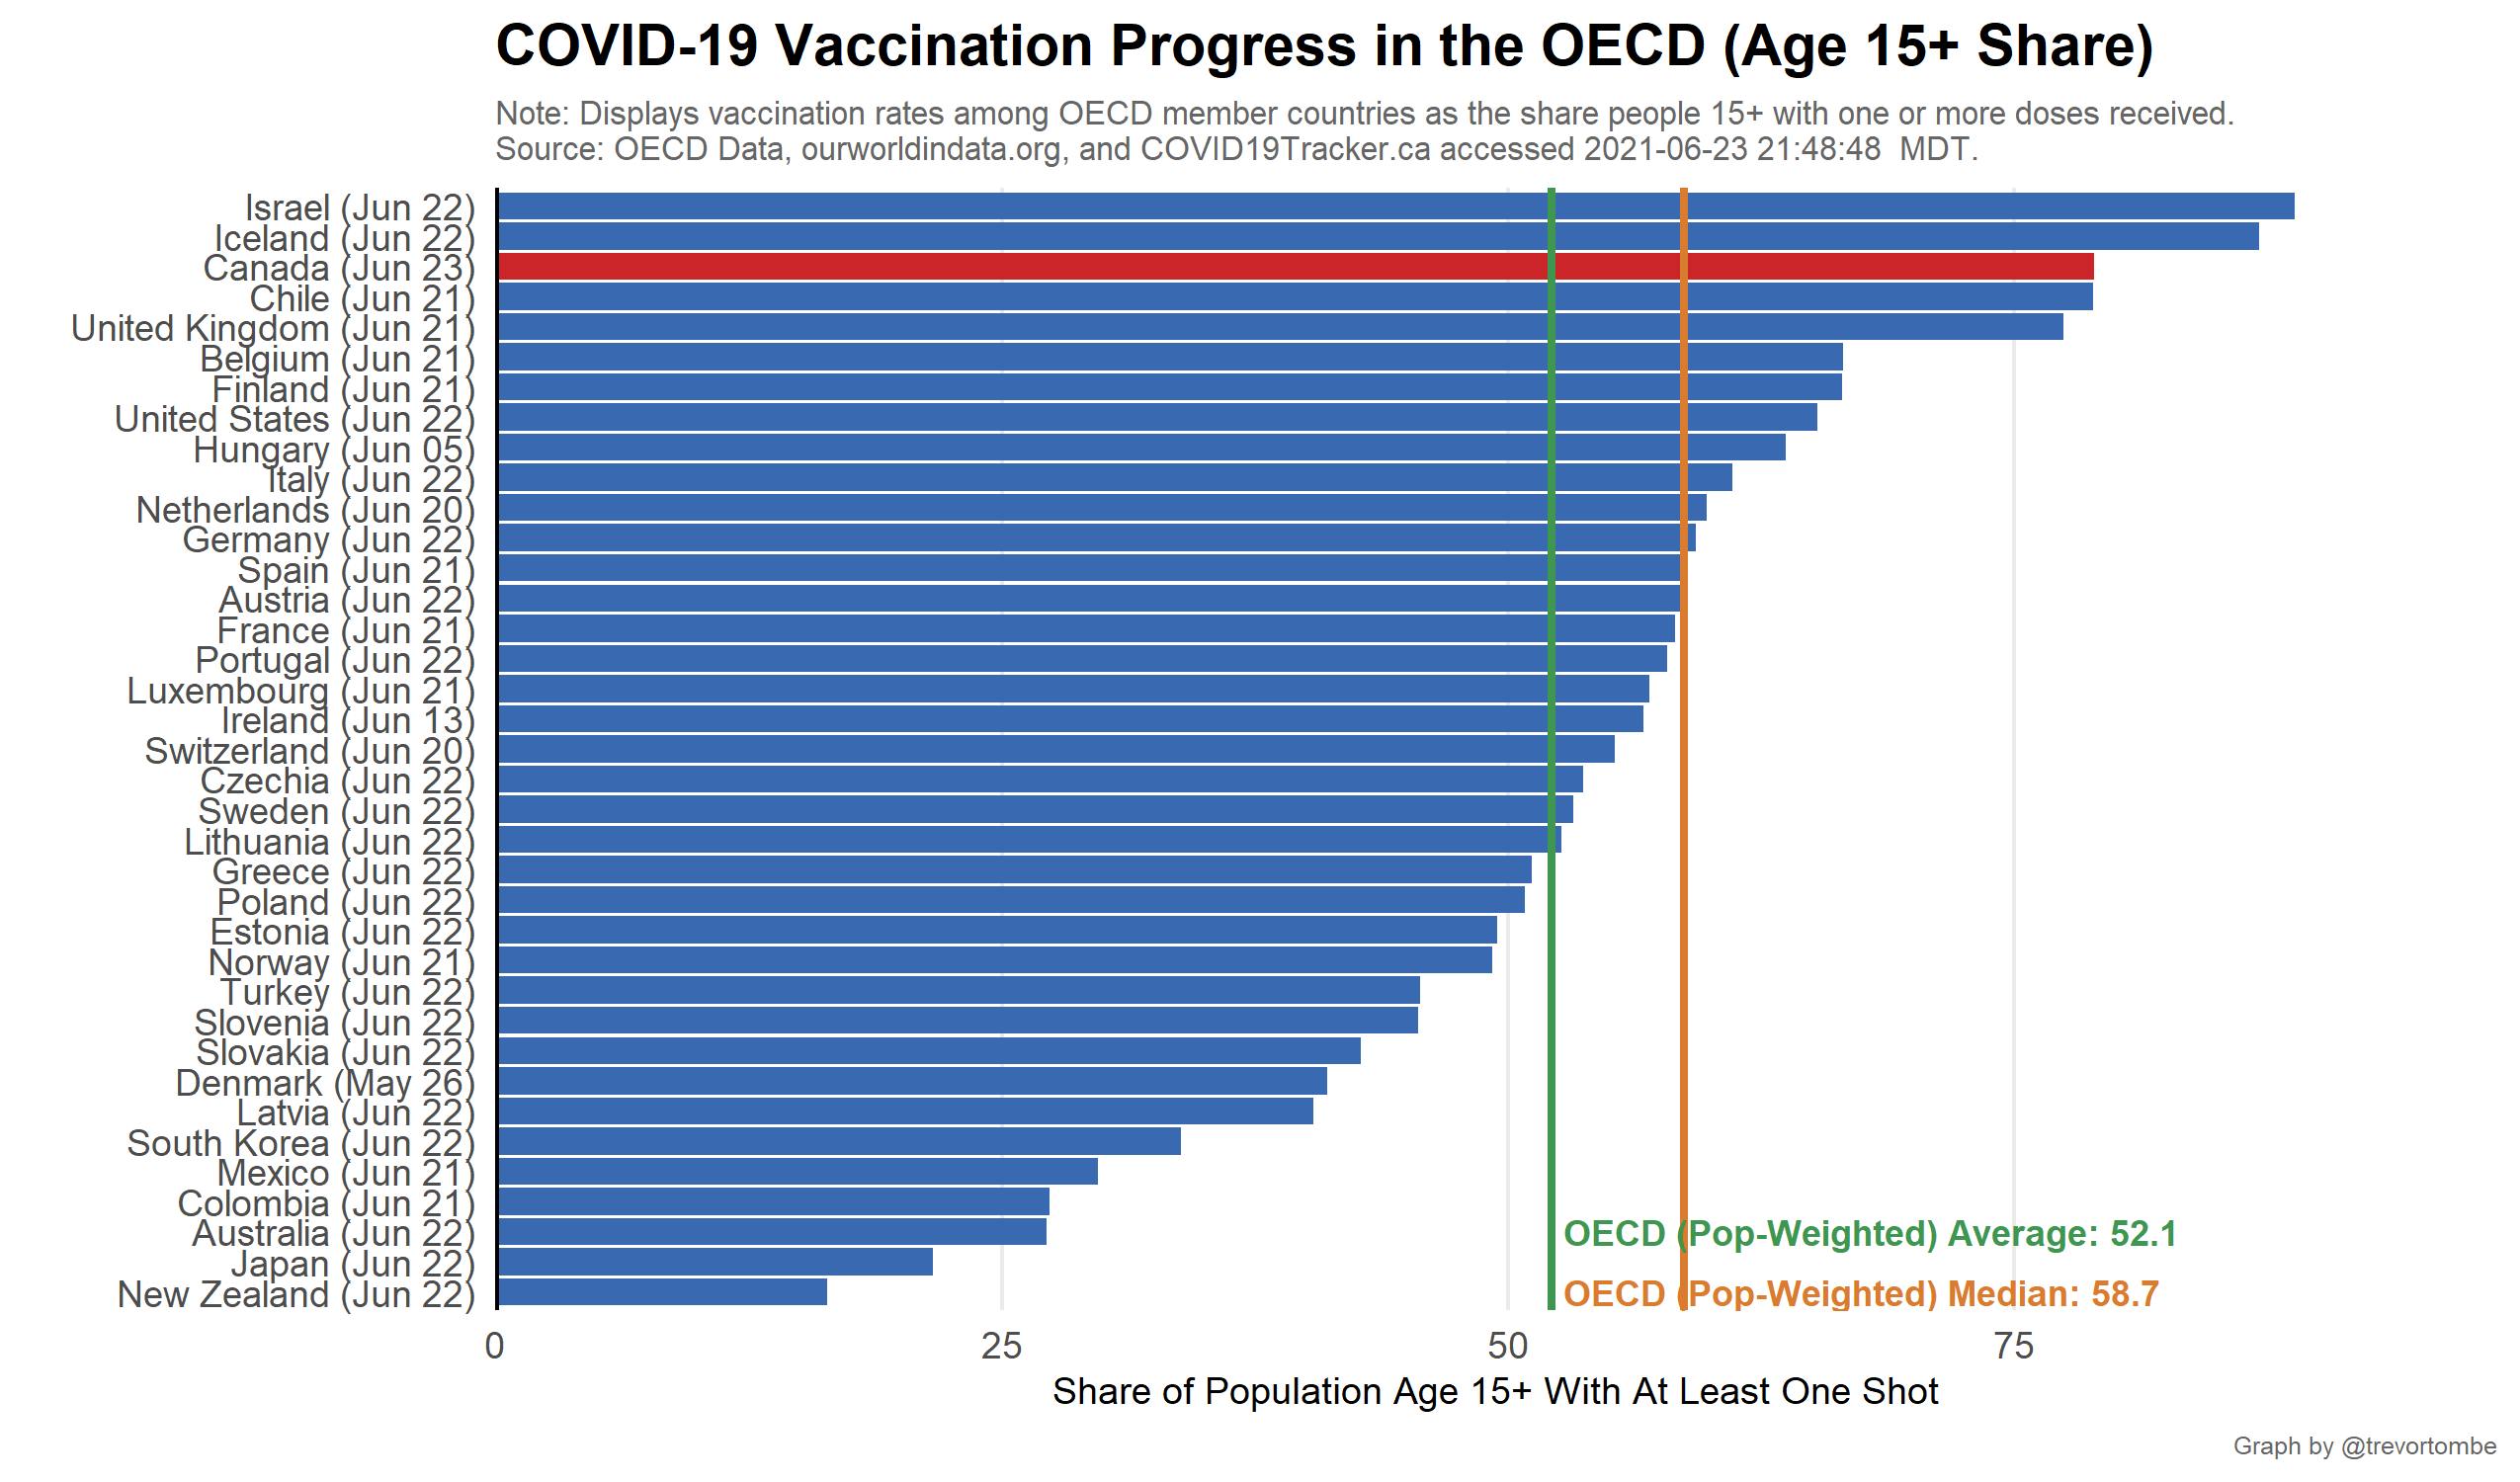 COVID-19 Vaccination Progress in the OECD (Age 15+ Share)
Note: Displays vaccination rates among OECD member countries as the share people 15+ with one or more doses received.
Source: OECD Data, ourworldindata.org, and COVID19Tracker.ca accessed 2021-06-23 21:48:48  MDT.
Israel (Jun 22)
Iceland (Jun 22)
Canada (Jun 23)
Chile (Jun 21)
United Kingdom (Jun 21)
Belgium (Jun 21)
Finland (Jun 21)
United States (Jun 22)
Hungary (Jun 05)
Italy (Jun 22)
Netherlands (Jun 20)
Germany (Jun 22)
Spain (Jun 21)
Austria (Jun 22)
France (Jun 21)
Portugal (Jun 22)
Luxembourg (Jun 21)
Ireland (Jun 13)
Switzerland (Jun 20)
Czechia (Jun 22)
Sweden (Jun 22)
Lithuania (Jun 22)
Greece (Jun 22)
Poland (Jun 22)
Estonia (Jun 22)
Norway (Jun 21)
Turkey (Jun 22)
Slovenia (Jun 22)
Slovakia (Jun 22)
Denmark (May 26)
Latvia (Jun 22)
South Korea (Jun 22)
Mexico (Jun 21)
Colombia (Jun 21)
Australia (Jun 22)
OECD (Pop-Weighted) Average: 52.1
Japan (Jun 22)
New Zealand (Jun 22)
OECD (Pop-Weighted) Median: 58.7
0 25 50 75
Share of Population Age 15+ With At Least One Shot
Graph by @trevortombe